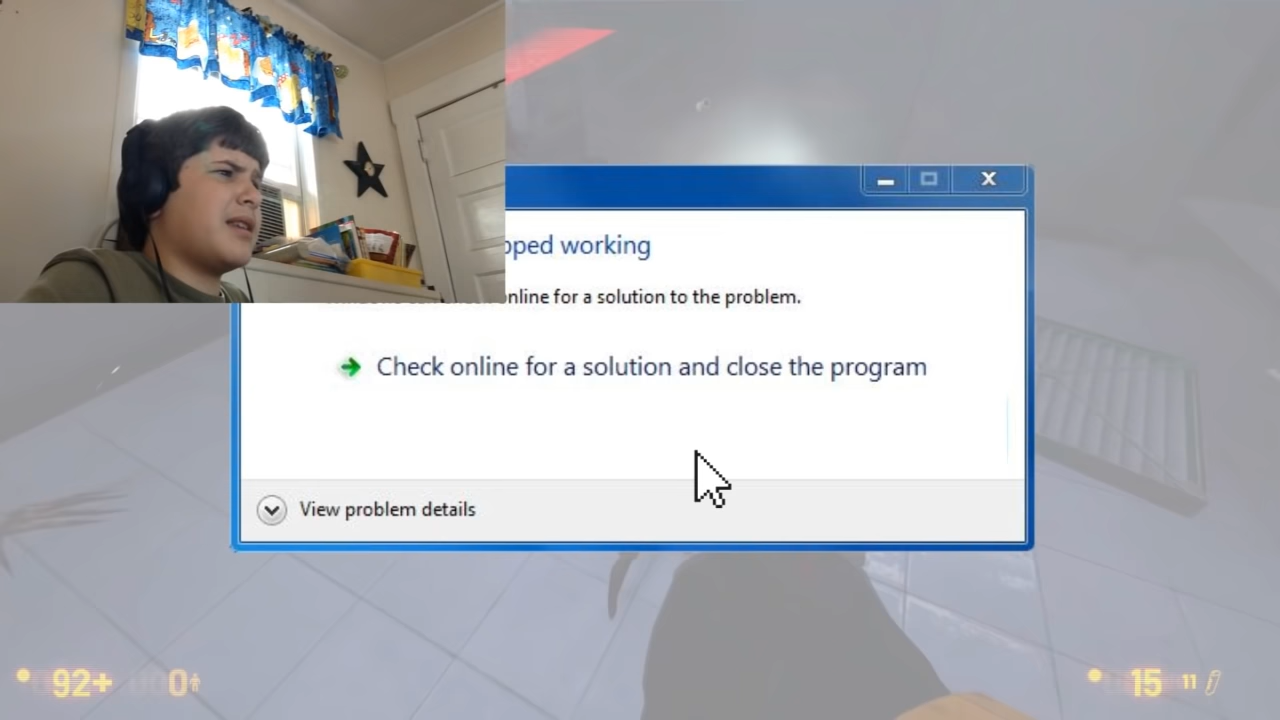 pped working
online for a solution to the problem.
Check online for a solution and close the program
View problem details
92+ 0
15 11